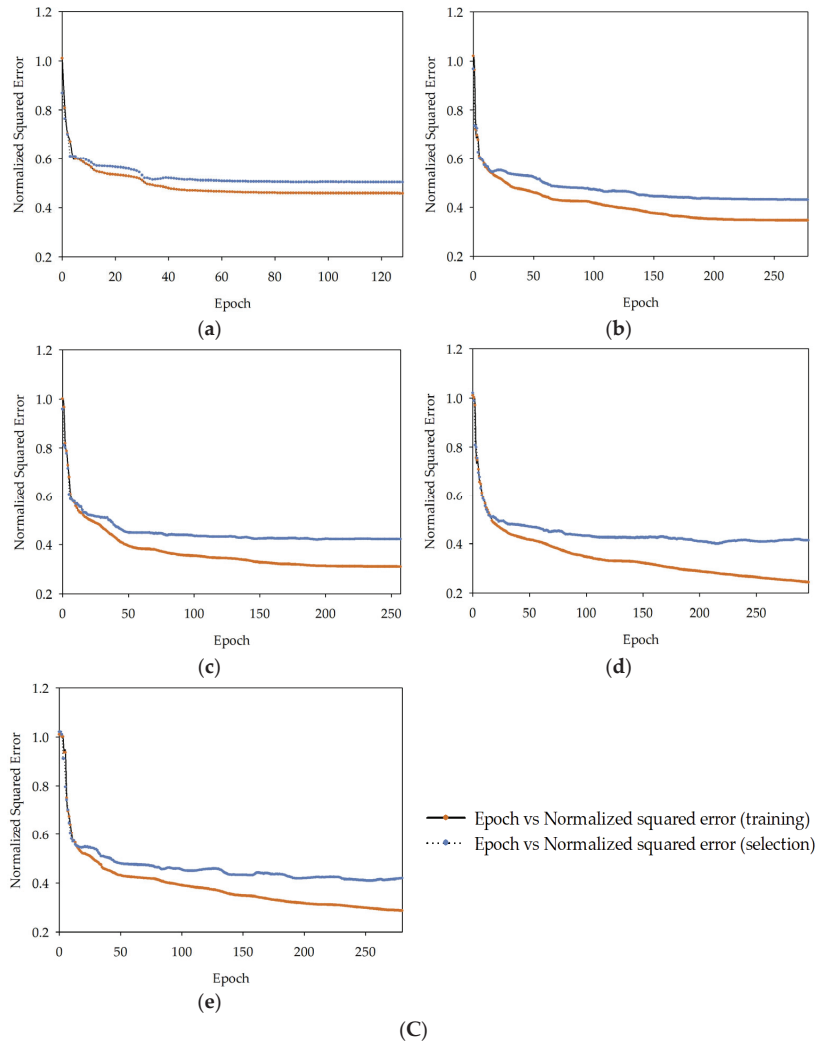 1.2
1.0
0.8
0.6
0.4
0.2
Normalized Squared Error
0 20 40 60 80 100 120
Epoch
(a)
1.2
1.0
0.8
0.6
0.4
0.2
Normalized Squared Error
0 50 100 150 200 250
Epoch
(b)
1.2
1.0
0.8
0.6
0.4
0.2
Normalized Squared Error
0 50 100 150 200 250
Epoch
(c)
1.2
1.0
0.8
0.6
0.4
0.2
Normalized Squared Error
0 50 100 150 200 250
Epoch
(d)
1.2
1.0
0.8
0.6
0.4
0.2
Normalized Squared Error
0 50 100 150 200 250
Epoch
(e)
Epoch vs Normalized squared error (training)
Epoch vs Normalized squared error (selection)
(C)